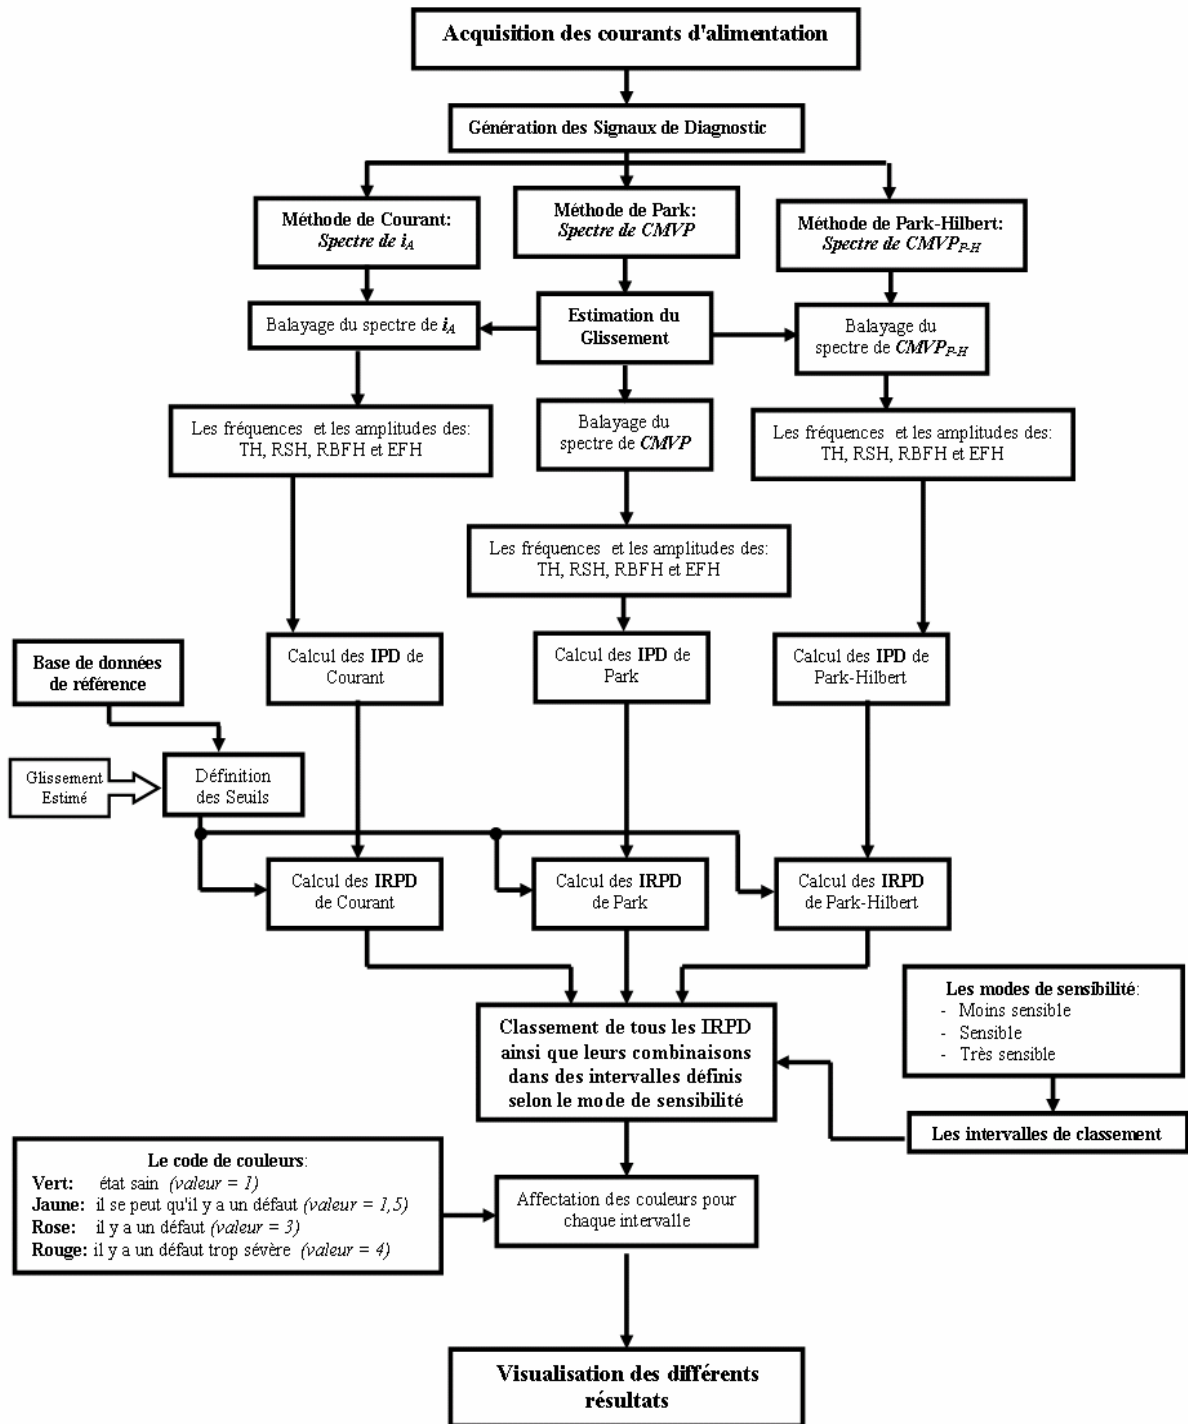 Acquisition des courants d'alimentation
Génération des Signaux de Diagnostic
Méthode de Courant:
Spectre de i_A
Méthode de Park:
Spectre de CMVP
Méthode de Park-Hilbert:
Spectre de CMVP_P-H
Balayage du spectre de i_A
Estimation du
Glissement
Balayage du
spectre de CMVP_P-H
Les fréquences et les amplitudes des:
TH, RSH, RBFH et EFH
Balayage du
spectre de CMVP
Les fréquences et les amplitudes des:
TH, RSH, RBFH et EFH
Les fréquences et les amplitudes des:
TH, RSH, RBFH et EFH
Base de données
de référence
Calcul des IPD de
Courant
Calcul des IPD de
Park
Calcul des IPD de
Park-Hilbert
Glissement
Estimé
Définition
des Seuils
Calcul des IRPD
de Courant
Calcul des IRPD
de Park
Calcul des IRPD
de Park-Hilbert
Les modes de sensibilité:
- Moins sensible
- Sensible
- Très sensible
Classement de tous les IRPD
ainsi que leurs combinaisons
dans des intervalles définis
selon le mode de sensibilité
Les intervalles de classement
Le code de couleurs:
Vert: état sain (valeur = 1)
Jaune: il se peut qu'il y a un défaut (valeur = 1,5)
Rose: il y a un défaut (valeur = 3)
Rouge: il y a un défaut trop sévère (valeur = 4)
Affectation des couleurs pour
chaque intervalle
Visualisation des différents
résultats